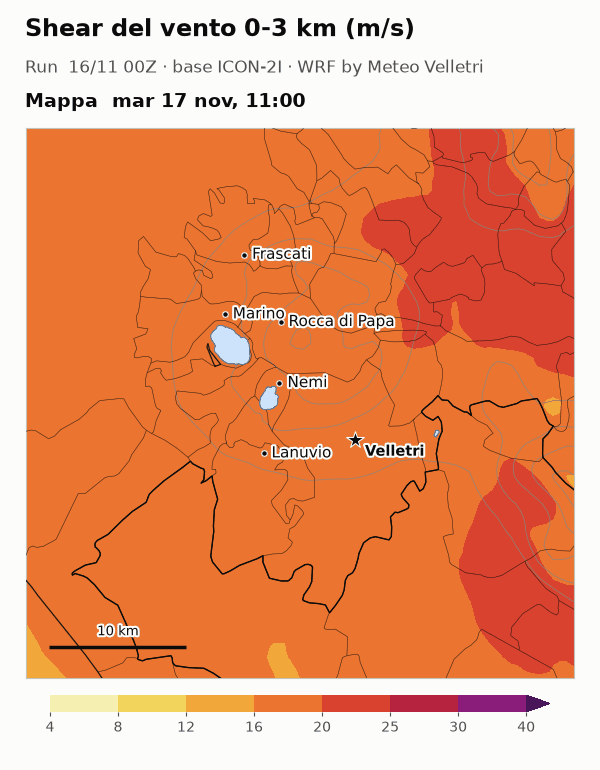 Shear del vento 0-3 km (m/s)
Run  16/11 00Z · base ICON-2I · WRF by Meteo Velletri
Mappa  mar 17 nov, 11:00
Frascati
Marino
Rocca di Papa
Nemi
Velletri
Lanuvio
10 km
4 8 12 16 20 25 30 40